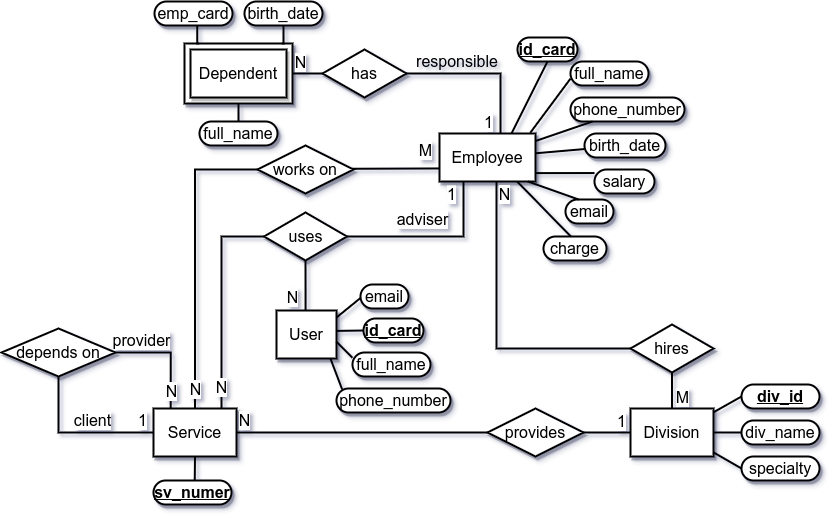 emp_card
birth_date
Dependent
N
has
responsible
full_name
id_card
full_name
phone_number
birth_date
salary
email
charge
1
M
Employee
1
N
works on
adviser
uses
N
User
email
id_card
full_name
phone_number
hires
M
depends on
provider
client
N
N
N
1
Service
N
sv_numer
provides
1
Division
div_id
div_name
specialty